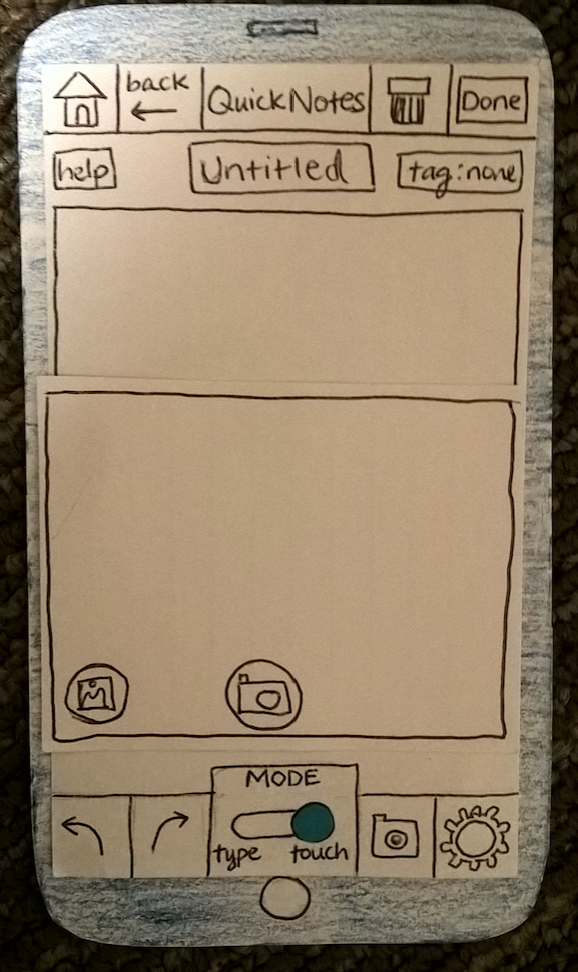 back
QuickNotes
Done
help
Untitled
tag:none
MODE
type touch